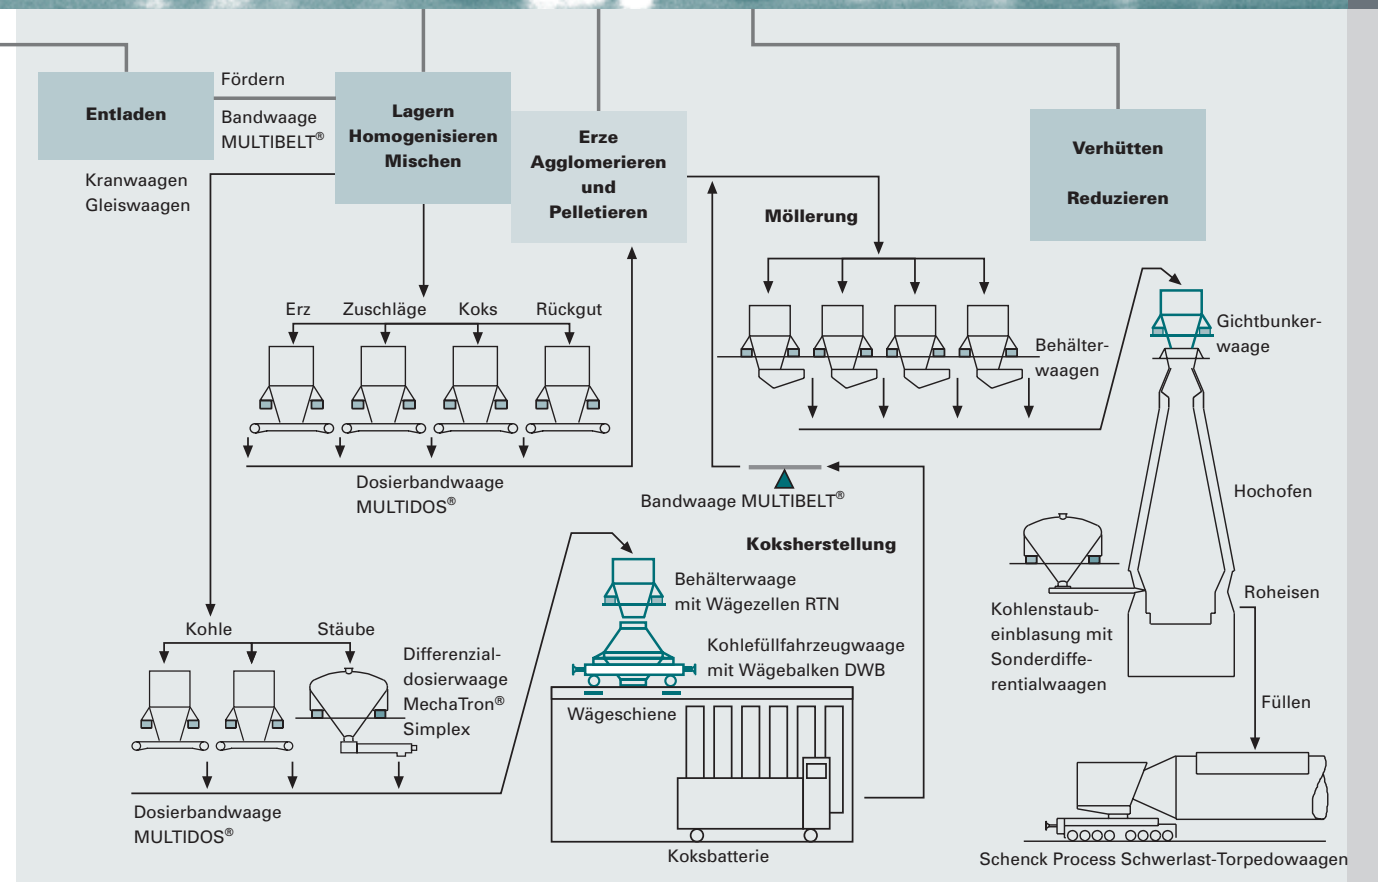 Entladen
Fördern
Bandwaage
MULTIBELT®
Kranwaagen
Gleiswaagen
Lagern
Homogenisieren
Mischen
Erze
Agglomerieren
und
Pelletieren
Verhütten
Reduzieren
Möllerung
Erz
Zuschläge
Koks
Rückgut
Dosierbandwaage
MULTIDOS®
Behälter-
waagen
Gichtbunker-
waage
Bandwaage MULTIBELT®
Hochofen
Koksherstellung
Behälterwaage
mit Wägezellen RTN
Kohlefüllfahrzeugwaage
mit Wägebalken DWB
Wägeschiene
Koksbatterie
Kohle
Stäube
Differenzial-
dosierwaage
MechaTron®
Simplex
Dosierbandwaage
MULTIDOS®
Kohlenstaub-
einblasung mit
Sonderdiffe-
rentialwaagen
Roheisen
Füllen
Schenck Process Schwerlast-Torpedowaagen